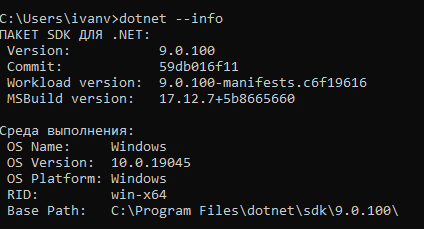 C:\Users\ivanv>dotnet --info
ПАКЕТ SDK ДЛЯ .NET:
Version: 9.0.100
Commit: 59db016f11
Workload version: 9.0.100-manifests.c6f19616
MSBuild version: 17.12.7+5b8665660
Среда выполнения:
OS Name: Windows
OS Version: 10.0.19045
OS Platform: Windows
RID: win-x64
Base Path: C:\Program Files\dotnet\sdk\9.0.100\